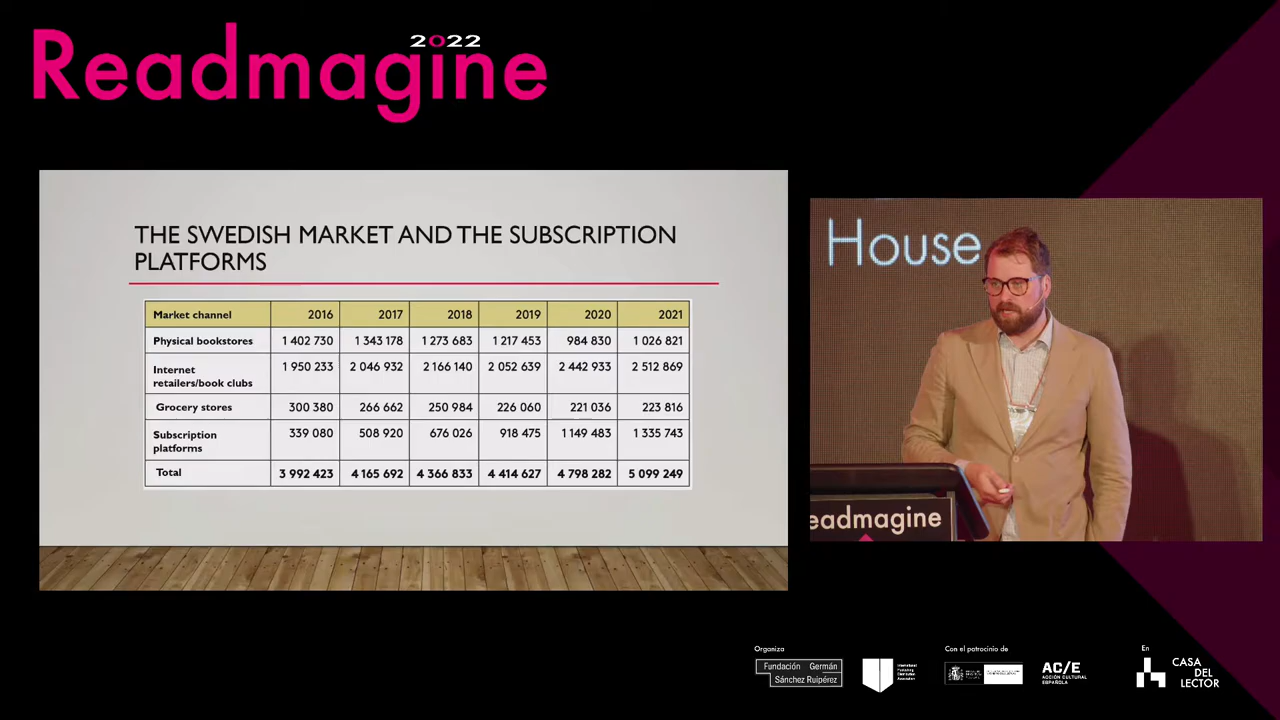 2022
Readmagine
THE SWEDISH MARKET AND THE SUBSCRIPTION
PLATFORMS
Market channel 2016 2017 2018 2019 2020 2021
Physical bookstores 1 402 730 1 343 178 1 273 683 1 217 453 984 830 1 026 821
Internet
retailers/book clubs 1 950 233 2 046 932 2 166 140 2 052 639 2 442 933 2 512 869
Grocery stores 300 380 266 662 250 984 226 060 221 036 223 816
Subscription
platforms 339 080 508 920 676 026 918 475 1 149 483 1 335 743
Total 3 992 423 4 165 692 4 366 833 4 414 627 4 798 282 5 099 249
House
eadmagine
Organiza
Fundación Germán
Sánchez Ruipérez
Con el patrocinio de
AC/E
ACCIÓN CULTURAL
ESPAÑOLA
En
CASA
DEL
LECTOR